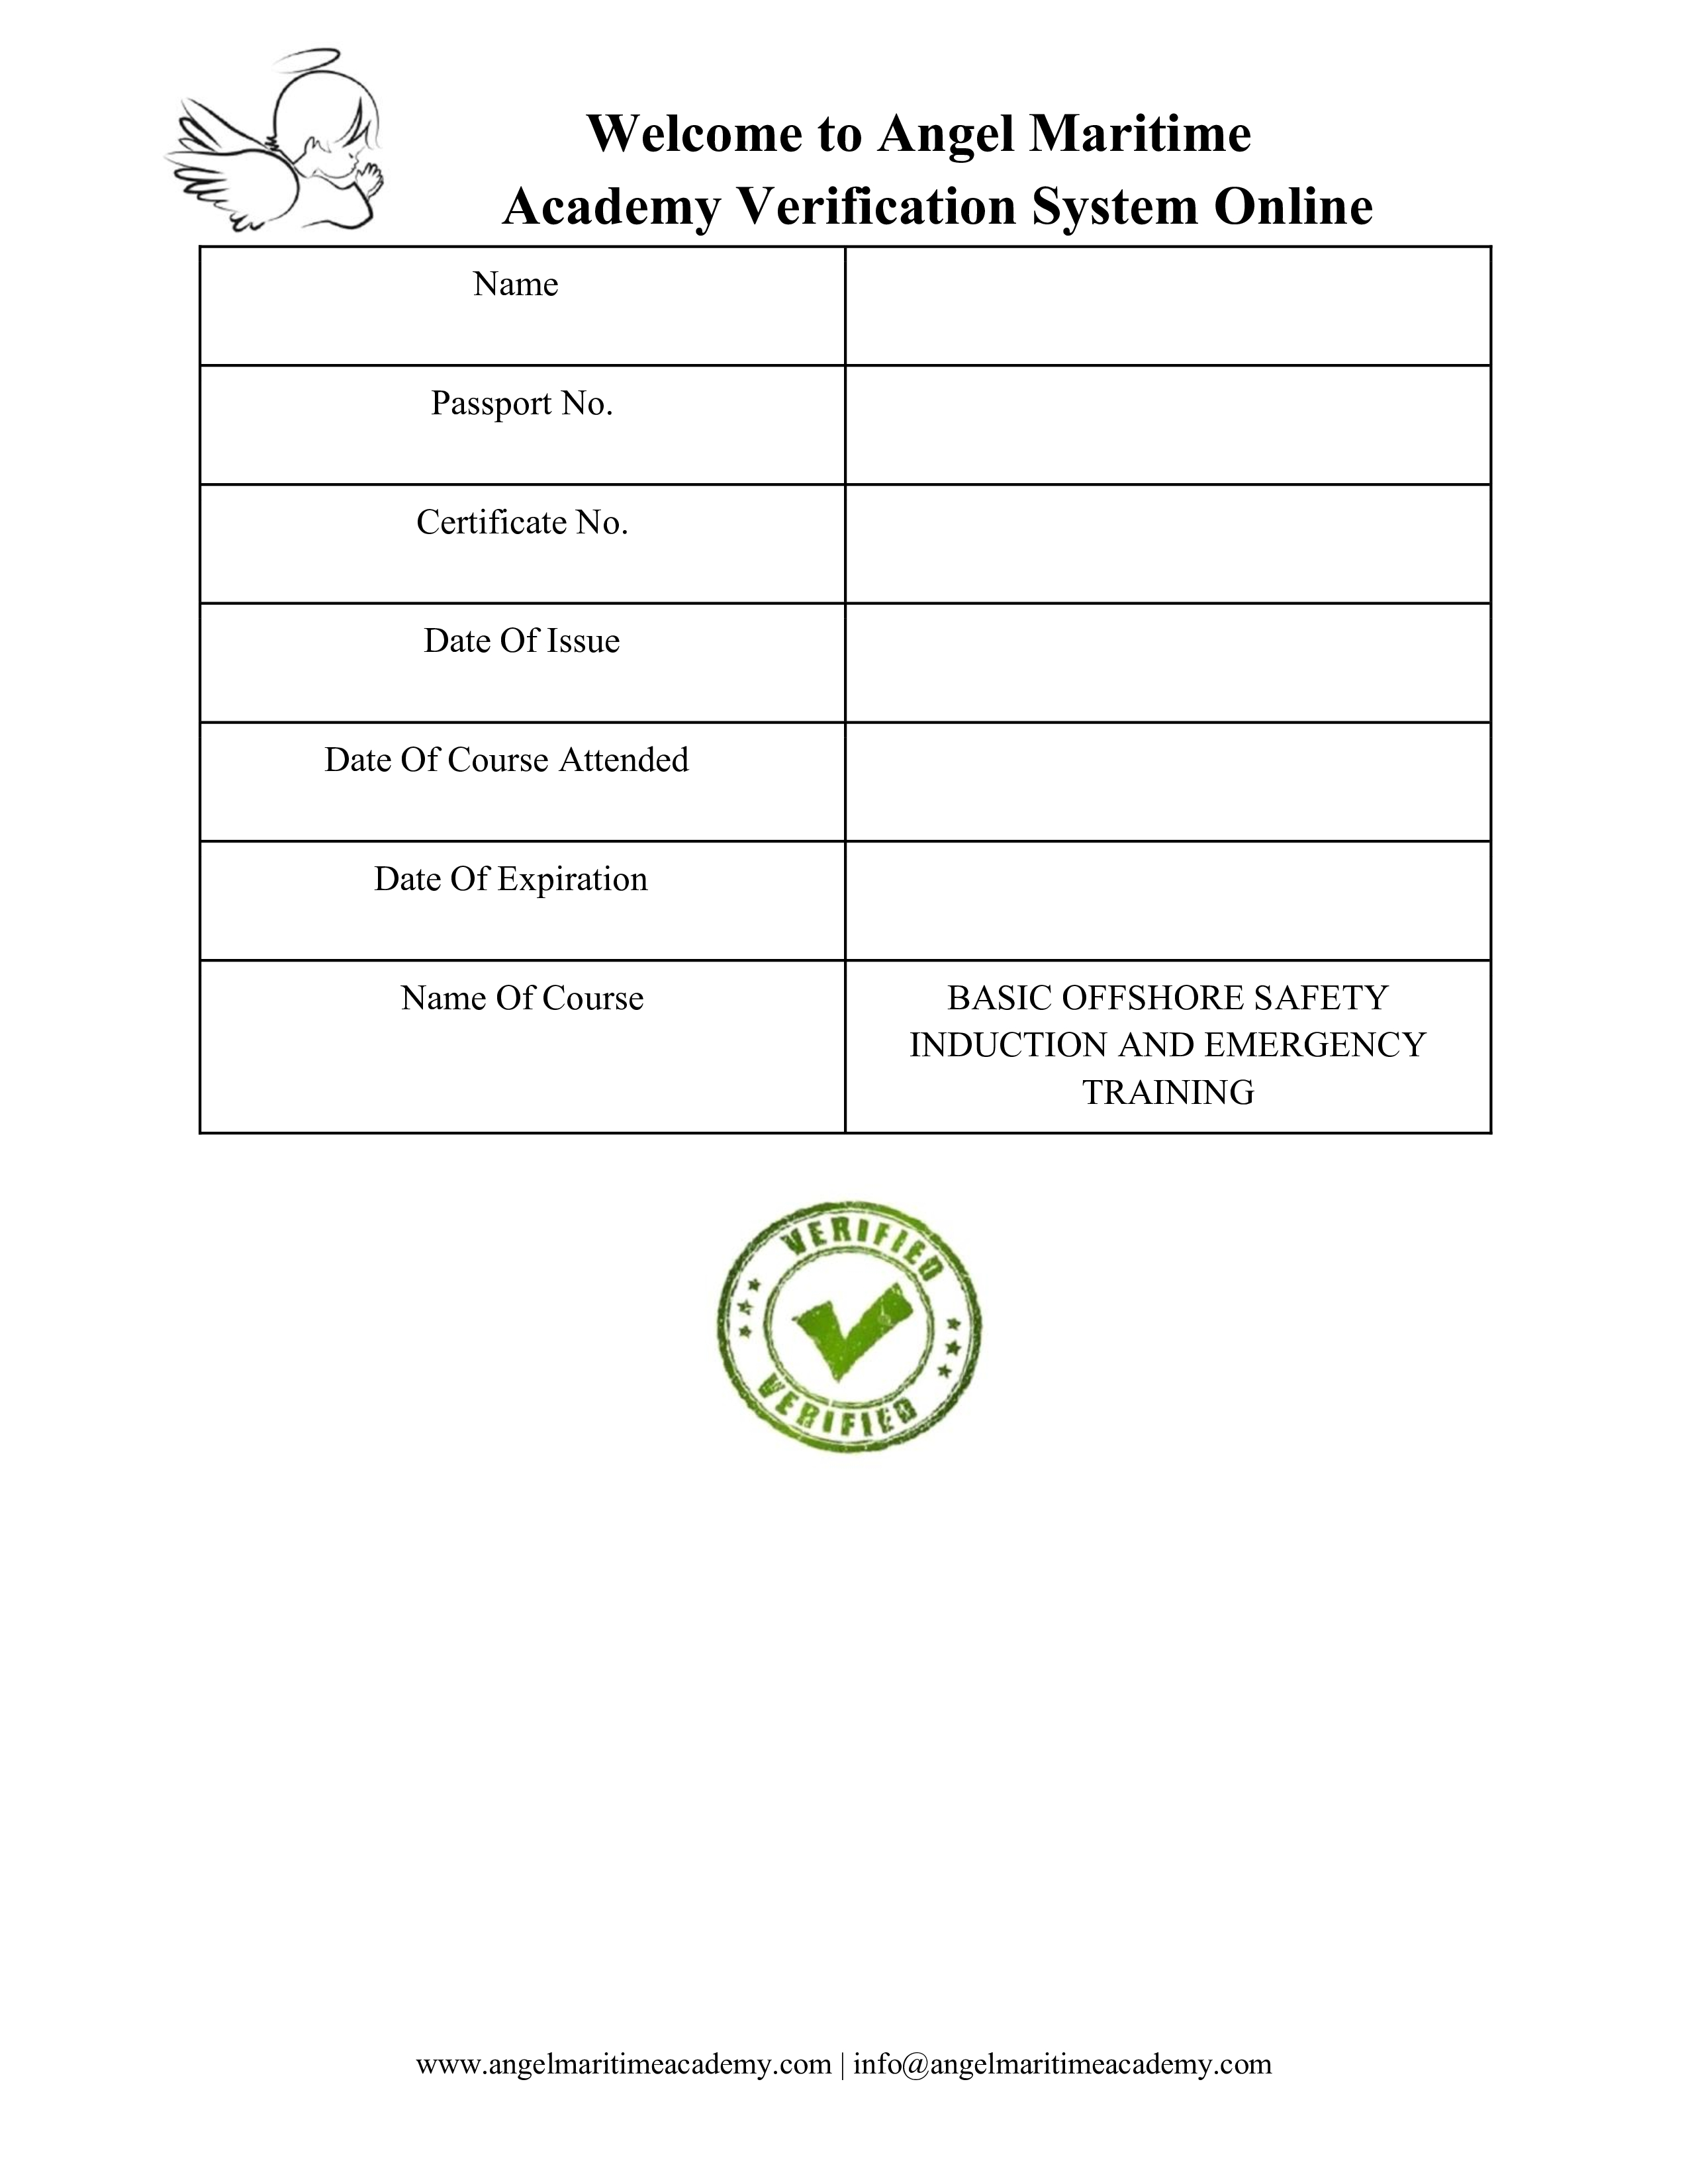 Welcome to Angel Maritime
Academy Verification System Online
Name
Passport No.
Certificate No.
Date Of Issue
Date Of Course Attended
Date Of Expiration
Name Of Course
BASIC OFFSHORE SAFETY
INDUCTION AND EMERGENCY
TRAINING
VERIFIED
VERIFIED
www.angelmaritimeacademy.com | info@angelmaritimeacademy.com